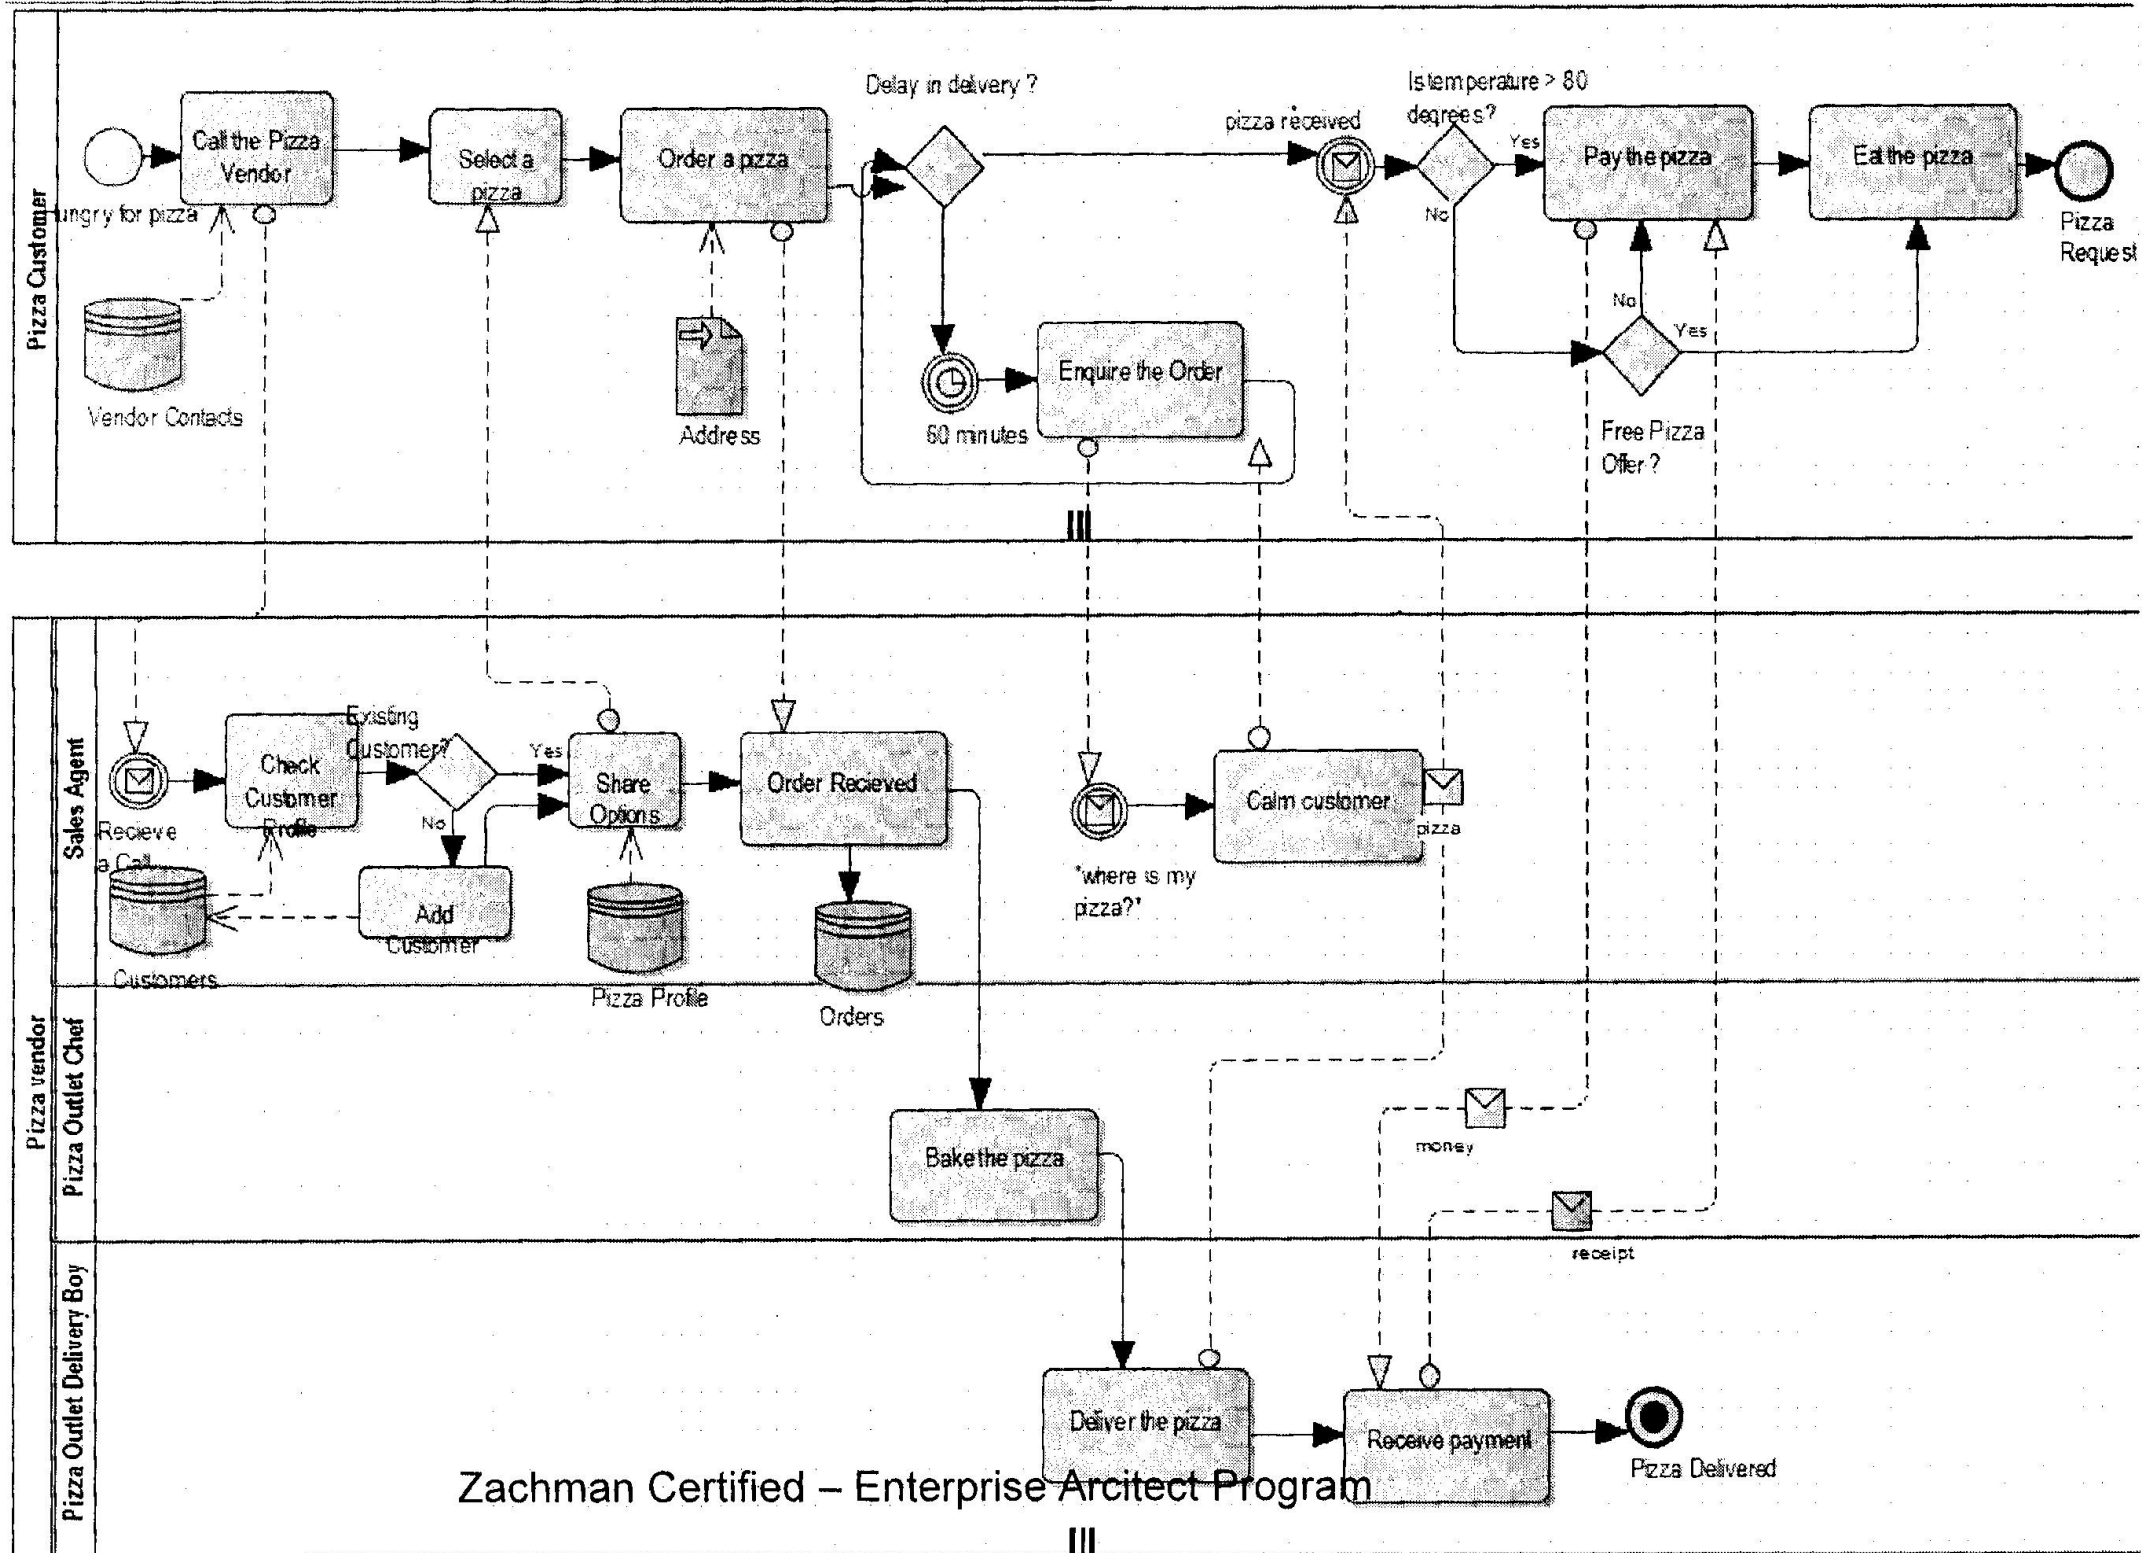 Pizza Customer
ungry for pizza
Call the Pizza
Vendor
Vendor Contacts
Select a
pizza
Order a pizza
Address
Delay in delivery ?
60 minutes
Enquire the Order
pizza received
Is temperature > 80
degrees?
Yes
No
Pay the pizza
No
Yes
Free Pizza
Offer ?
Eat the pizza
Pizza
Request
Pizza vendor
Sales Agent
Recieve
a Call
Check
Customer
Profile
Customers
Existing
Customer?
Yes
No
Add
Customer
Share
Options
Pizza Profile
Order Recieved
Orders
"where is my
pizza?"
Calm customer
pizza
Pizza Outlet Chef
Bake the pizza
money
receipt
Pizza Outlet Delivery Boy
Deliver the pizza
Receive payment
Pizza Delivered
Zachman Certified – Enterprise Arcitect Program